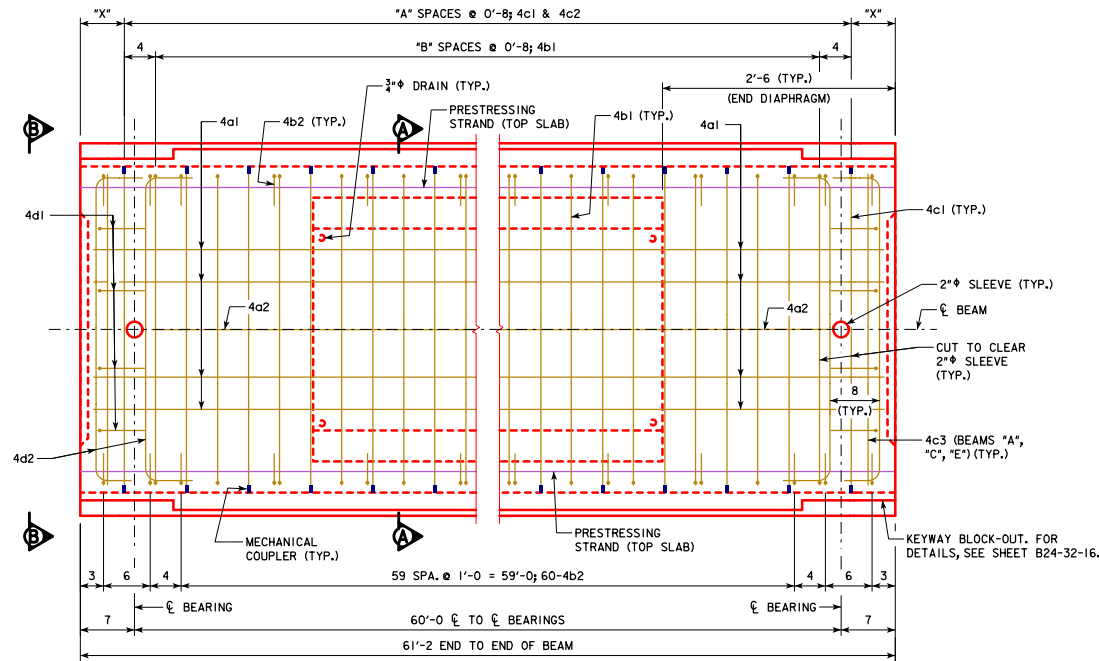 "X"
"A" SPACES @ 0'-8; 4c1 & 4c2
"X"
4
"B" SPACES @ 0'-8; 4b1
4
2'-6 (TYP.)
(END DIAPHRAGM)
3/4"Φ DRAIN (TYP.)
PRESTRESSING
STRAND (TOP SLAB)
B
4a1
4b2 (TYP.)
A
4b1 (TYP.)
4a1
4d1
4c1 (TYP.)
2"Φ SLEEVE (TYP.)
4a2
4a2
℄ BEAM
CUT TO CLEAR
2"Φ SLEEVE
(TYP.)
8
(TYP.)
4d2
4c3 (BEAMS "A",
"C", "E") (TYP.)
B
MECHANICAL
COUPLER (TYP.)
A
PRESTRESSING
STRAND (TOP SLAB)
KEYWAY BLOCK-OUT. FOR
DETAILS, SEE SHEET B24-32-16.
3
6
4
59 SPA. @ 1'-0 = 59'-0; 60-4b2
4
6
3
℄ BEARING
℄ BEARING
7
60'-0 ℄ TO ℄ BEARINGS
7
61'-2 END TO END OF BEAM